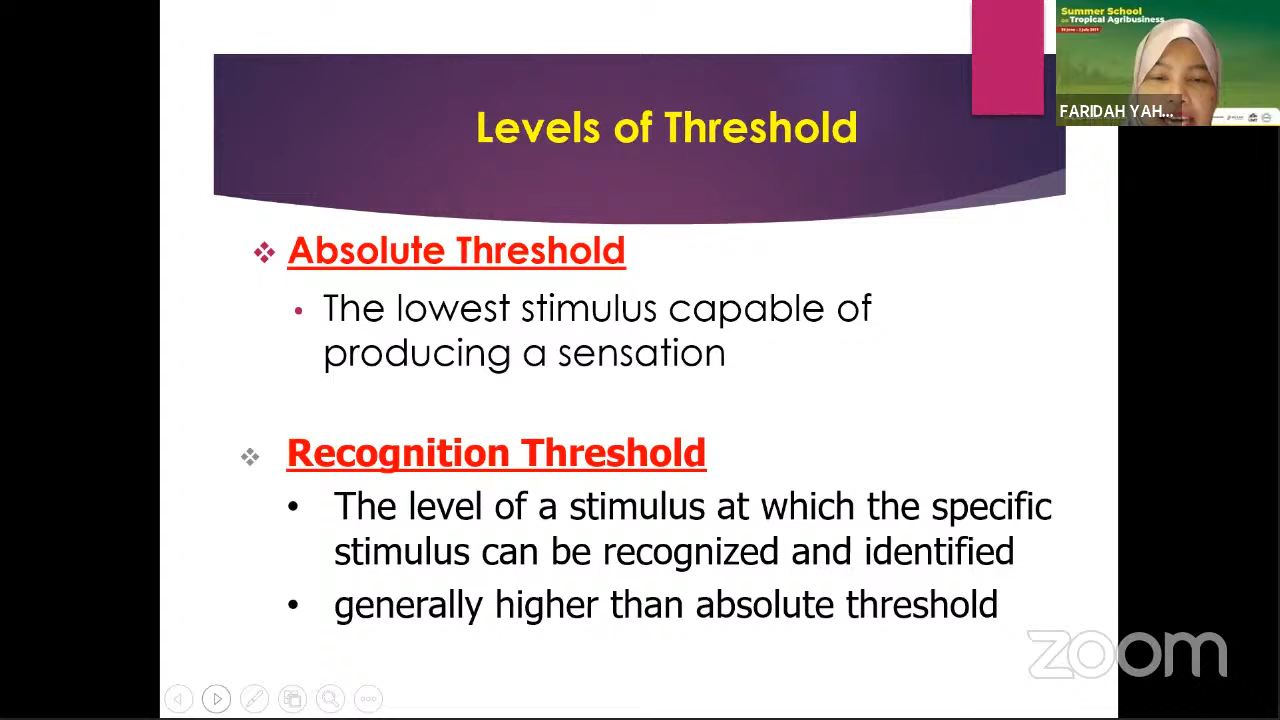 Summer School
on Tropical Agribusiness
FARIDAH YAH...
Levels of Threshold
Absolute Threshold
The lowest stimulus capable of
producing a sensation
Recognition Threshold
The level of a stimulus at which the specific
stimulus can be recognized and identified
generally higher than absolute threshold
zoom